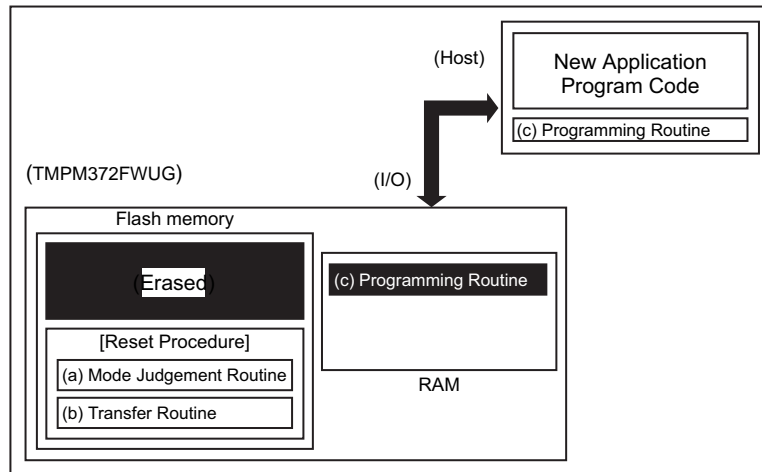 (Host)
New Application
Program Code
(c) Programming Routine
(TMPM372FWUG)
(I/O)
Flash memory
(Erased)
(c) Programming Routine
[Reset Procedure]
(a) Mode Judgement Routine
(b) Transfer Routine
RAM